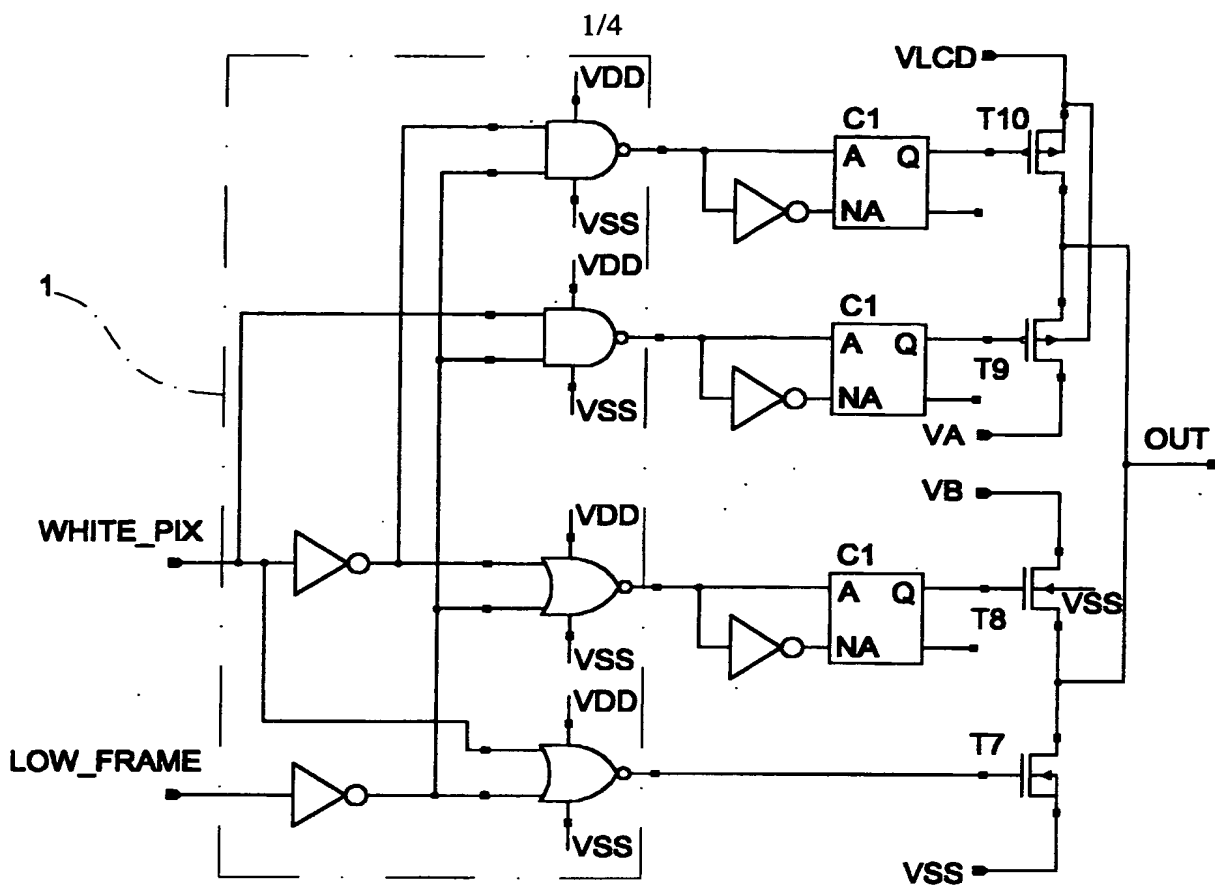 1/4
VLCD
VDD
C1
T10
A Q
NA
VSS
VDD
1
C1
A Q
NA
T9
VSS
VA
OUT
VB
WHITE_PIX
VDD
C1
A Q
NA
VSS
T8
VSS
VDD
LOW_FRAME
T7
VSS
VSS